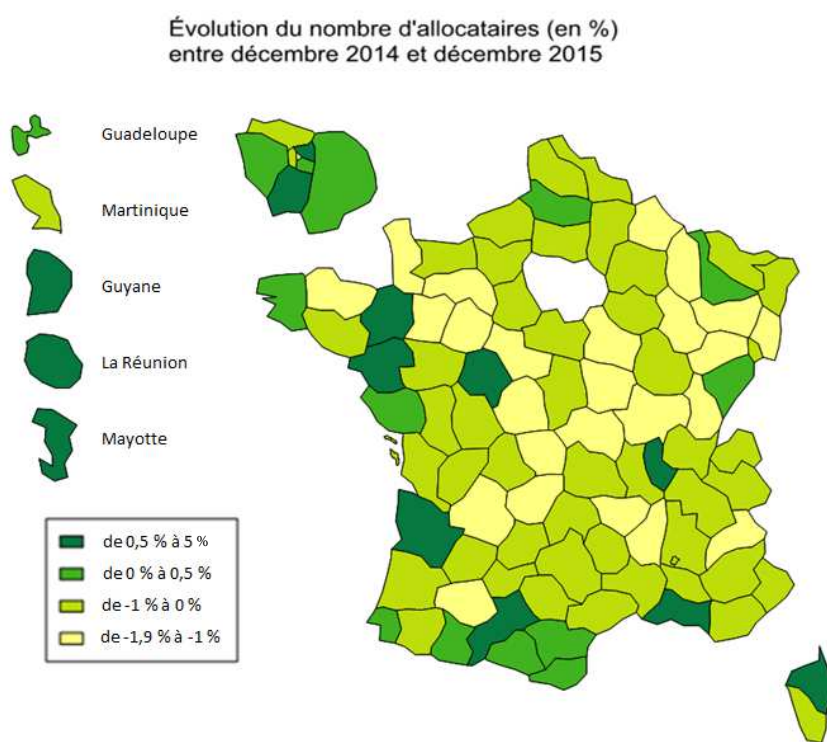 Évolution du nombre d'allocataires (en %)
entre décembre 2014 et décembre 2015
Guadeloupe
Martinique
Guyane
La Réunion
Mayotte
de 0,5 % à 5 %
de 0 % à 0,5 %
de -1 % à 0 %
de -1,9 % à -1 %